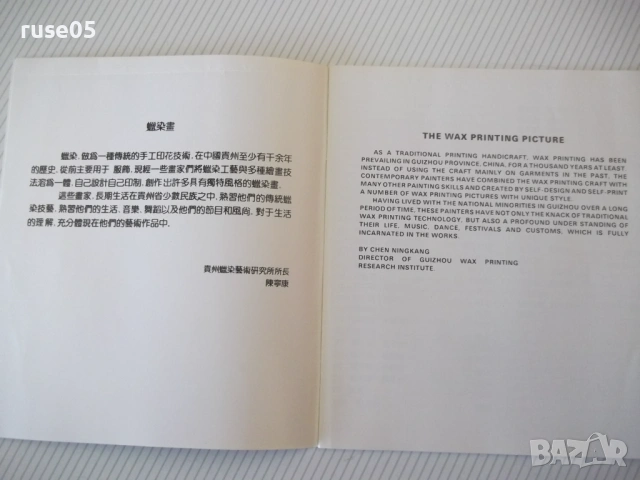 ruse05
蠟染畫
蠟染，做爲一種傳統的手工印花技術，在中國貴州至少有千余年
的歷史，從前主要用于 服飾，現經一些畫家們將蠟染工藝與多種繪畫技
法溶爲一體，自己設計自己印制，創作出許多具有獨特風格的蠟染畫。
這些畫家，長期生活在貴州省少數民族之中，熟習他們的傳統蠟
染技藝，熟習他們的生活、音樂、舞蹈以及他們的節目和風尚，對于生活
的理解，充分體現在他們的藝術作品中。
貴州蠟染藝術研究所所長
陳寧康
THE WAX PRINTING PICTURE
AS A TRADITIONAL PRINTING HANDICRAFT, WAX PRINTING HAS BEEN
PREVAILING IN GUIZHOU PROVINCE, CHINA, FOR A THOUSAND YEARS AT LEAST.
INSTEAD OF USING THE CRAFT MAINLY ON GARMENTS IN THE PAST, THE
CONTEMPORARY PAINTERS HAVE COMBINED THE WAX PRINTING CRAFT WITH
MANY OTHER PAINTING SKILLS AND CREATED BY SELF-DESIGN AND SELF-PRINT
A NUMBER OF WAX PRINTING PICTURES WITH UNIQUE STYLE.
HAVING LIVED WITH THE NATIONAL MINORITIES IN GUIZHOU OVER A LONG
PERIOD OF TIME, THESE PAINTERS HAVE NOT ONLY THE KNACK OF TRADITIONAL
WAX PRINTING TECHNOLOGY, BUT ALSO A PROFOUND UNDER STANDING OF
THEIR LIFE, MUSIC, DANCE, FESTIVALS AND CUSTOMS, WHICH IS FULLY
INCARNATED IN THE WORKS.
BY CHEN NINGKANG
DIRECTOR OF GUIZHOU WAX PRINTING
RESEARCH INSTITUTE.
BAZAR
bazar.bg